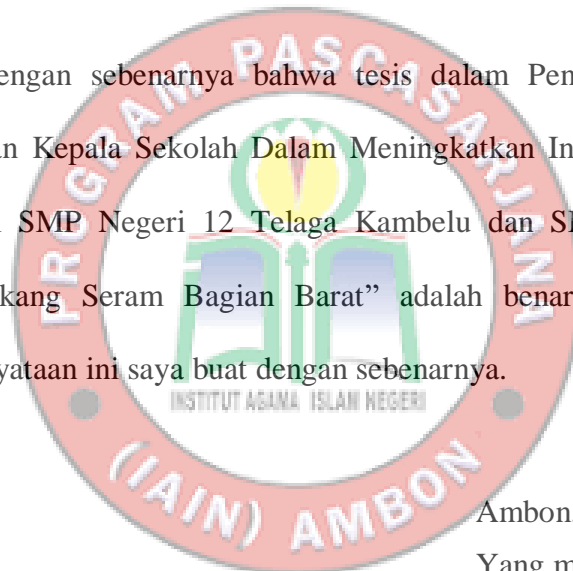 engan sebenarnya bahwa tesis dalam Pen
n Kepala Sekolah Dalam Meningkatkan In
SMP Negeri 12 Telaga Kambelu dan S
kang Seram Bagian Barat” adalah benar
yataan ini saya buat dengan sebenarnya.
PROGRAM PASCASARJANA
INSTITUT AGAMA ISLAM NEGERI
(IAIN) AMBON
Ambon
Yang m